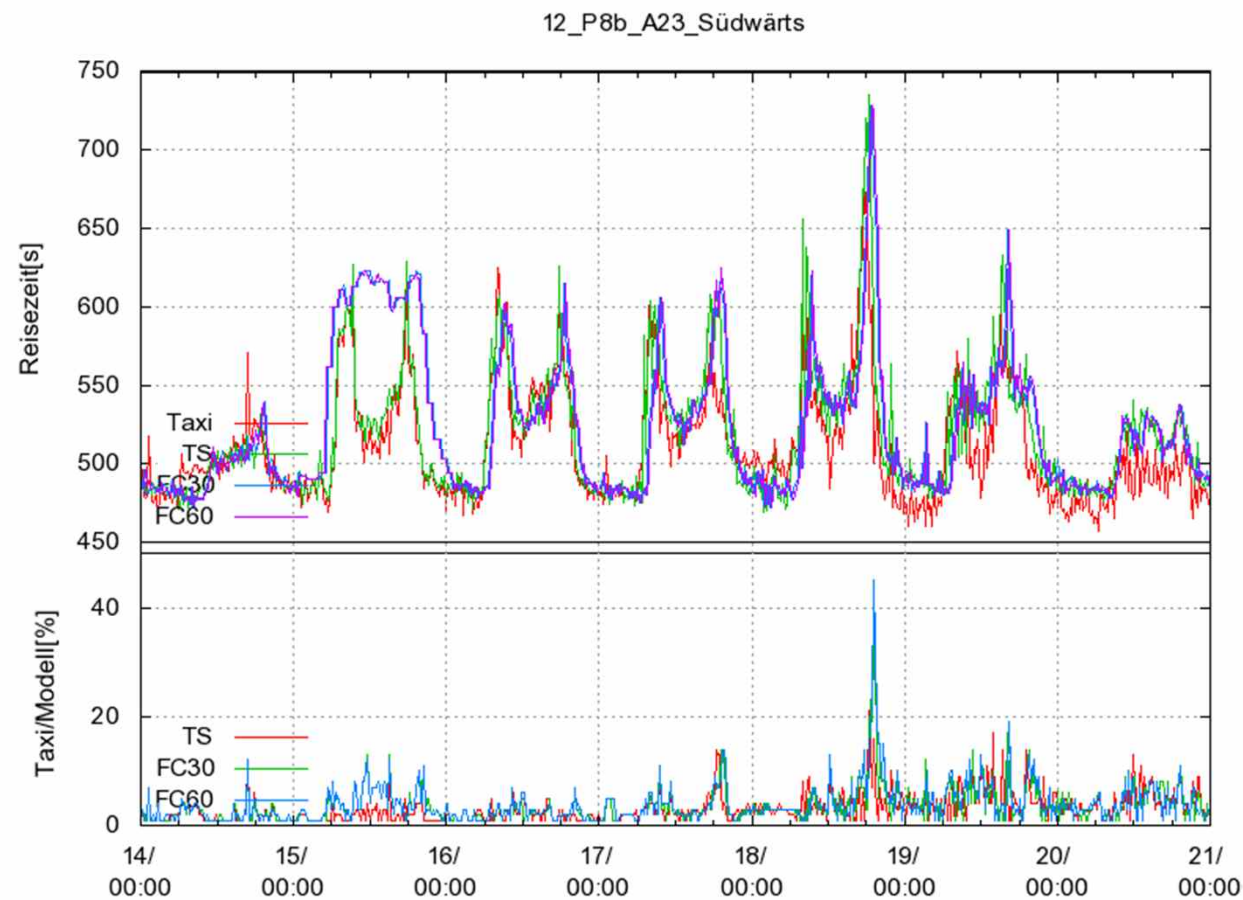 12_P8b_A23_Südwärts
750
700
650
600
550
500
450
Reisezeit[s]
Taxi
TS
FC30
FC60
40
20
0
Taxi/Modell[%]
TS
FC30
FC60
14/ 15/ 16/ 17/ 18/ 19/ 20/ 21/
00:00 00:00 00:00 00:00 00:00 00:00 00:00 00:00